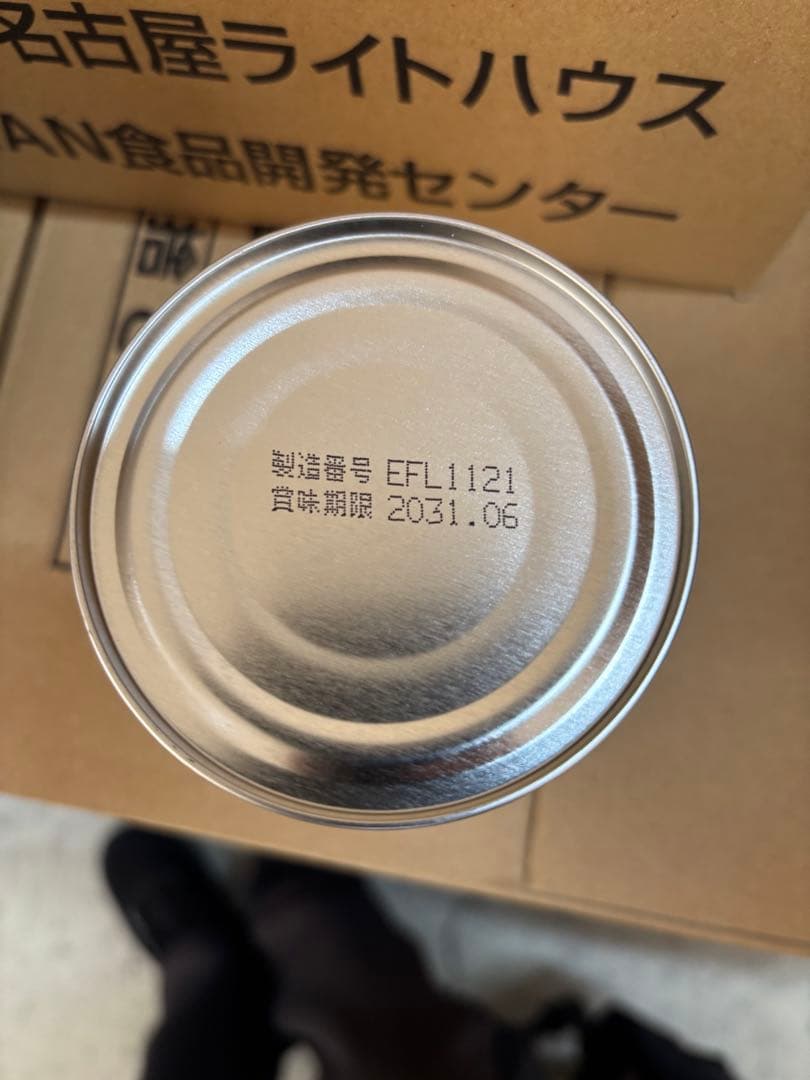 名古屋ライトハウス
AN食品開発センター
製造番号 EFL1121
賞味期限 2031.06